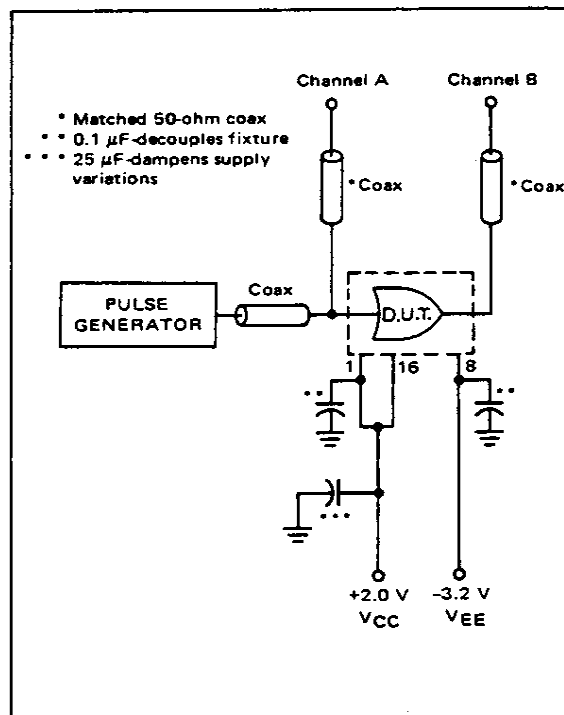 Channel A
Channel B
* Matched 50-ohm coax
** 0.1 μF-decouples fixture
*** 25 μF-dampens supply
variations
*Coax
*Coax
Coax
PULSE
GENERATOR
D.U.T.
1
16
8
**
**
***
+2.0 V
VCC
-3.2 V
VEE